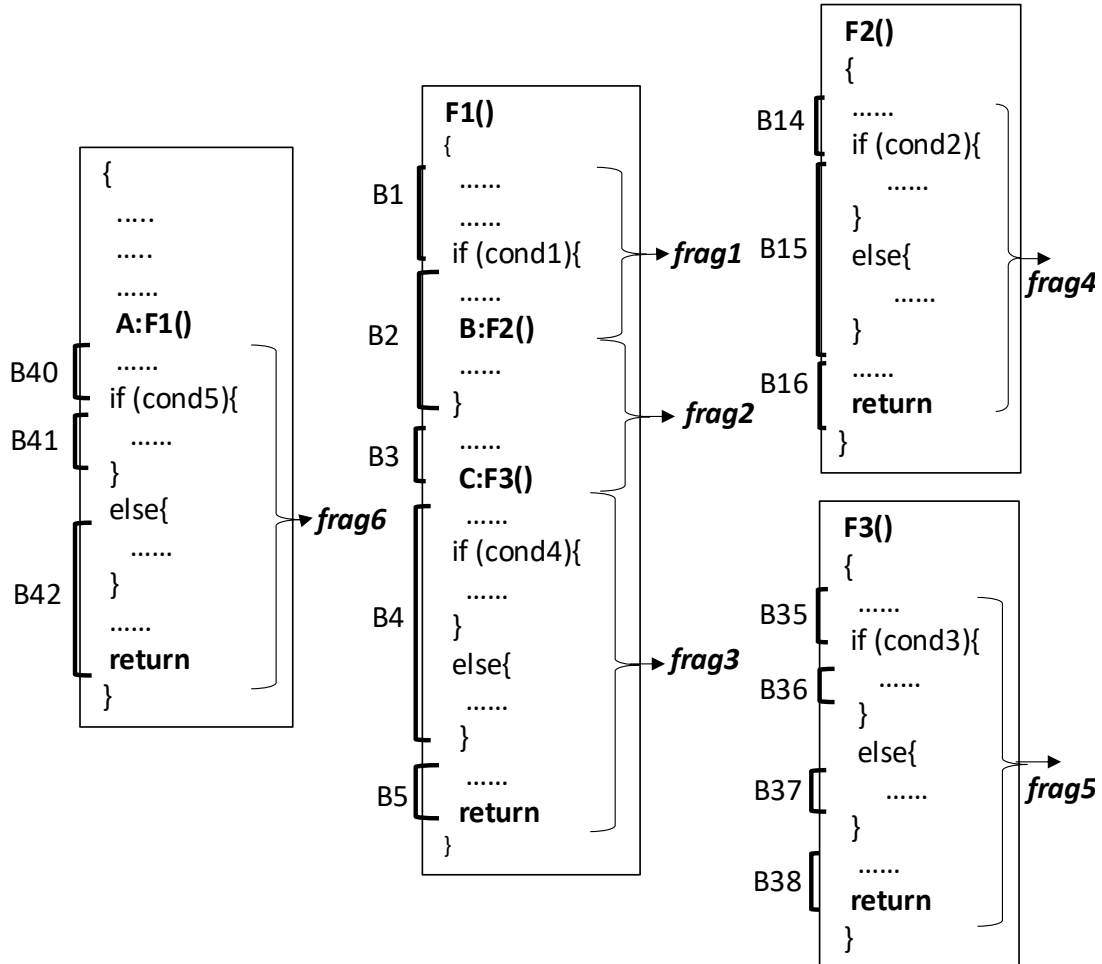 {
.....
.....
......
A:F1()
......
if (cond5){
......
}
else{
......
}
......
return
}
B40
B41
B42
frag6
F1()
{
......
......
if (cond1){
......
B:F2()
......
}
......
C:F3()
......
if (cond4){
......
}
else{
......
}
......
return
}
B1
B2
B3
B4
B5
frag1
frag2
frag3
F2()
{
......
if (cond2){
......
}
else{
......
}
......
return
}
B14
B15
B16
frag4
F3()
{
......
if (cond3){
......
}
else{
......
}
......
return
}
B35
B36
B37
B38
frag5